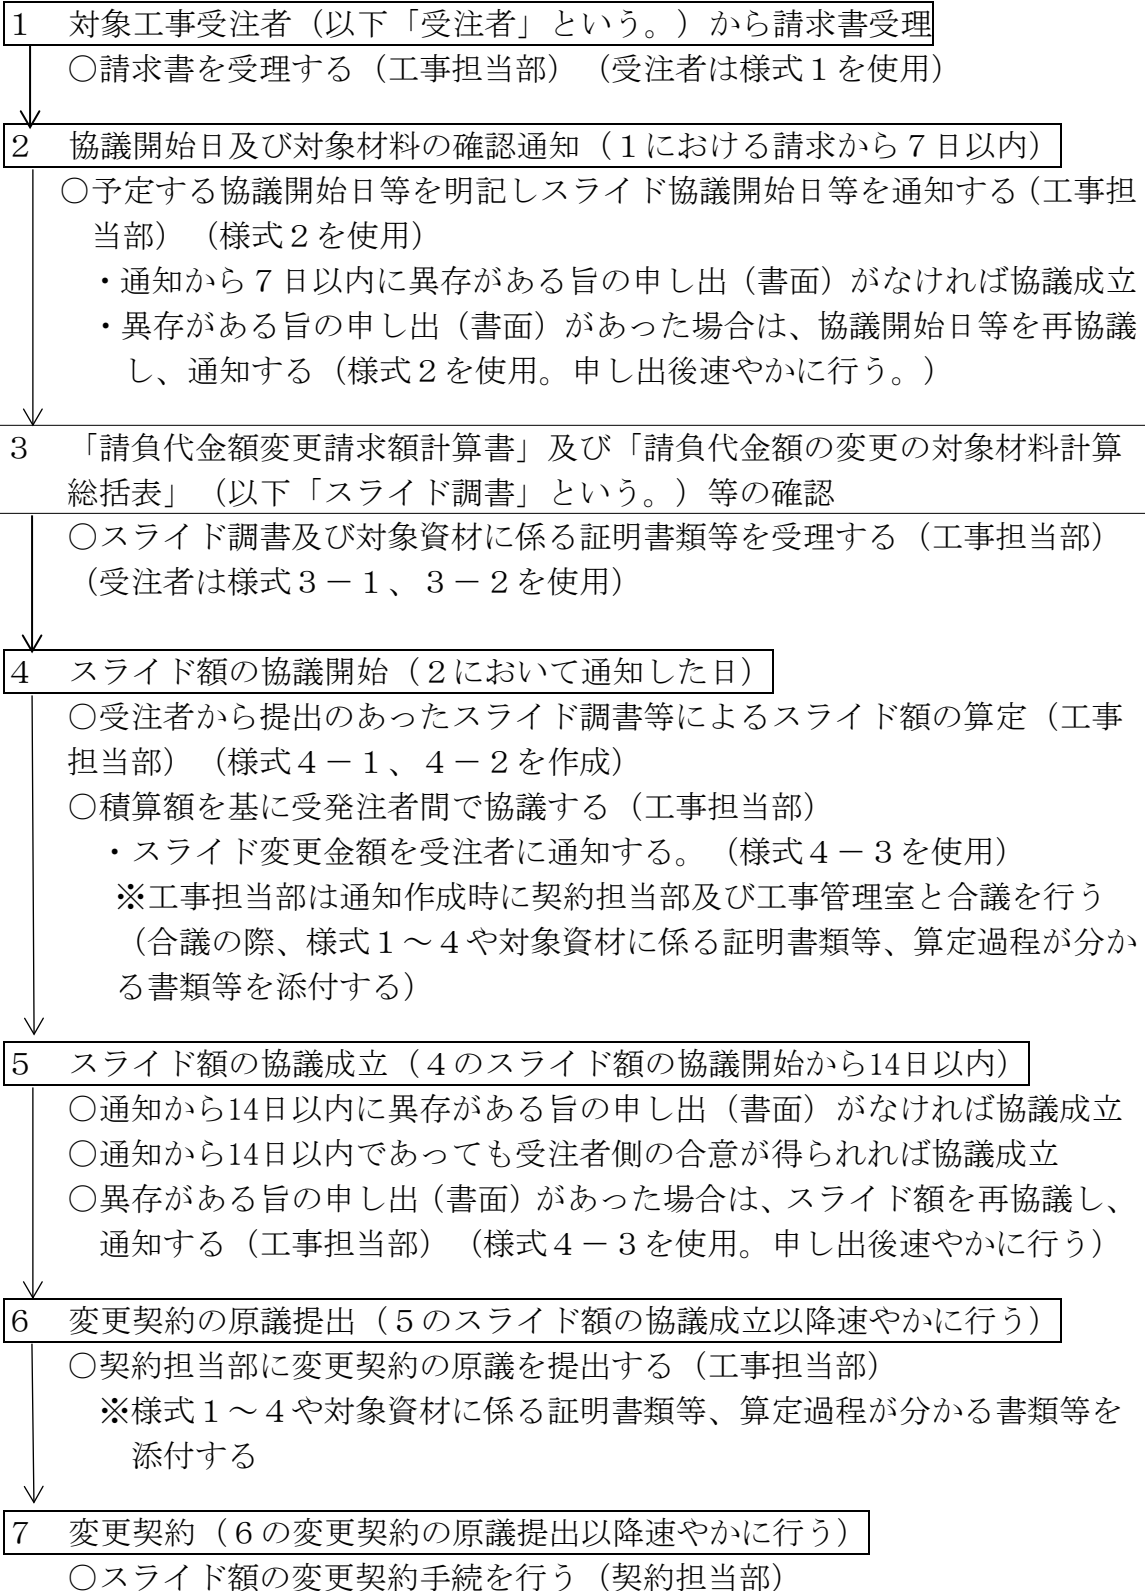 １　対象工事受注者（以下「受注者」という。）から請求書受理
○請求書を受理する（工事担当部）（受注者は様式１を使用）
２　協議開始日及び対象材料の確認通知（１における請求から７日以内）
○予定する協議開始日等を明記しスライド協議開始日等を通知する（工事担
当部）（様式２を使用）
・通知から７日以内に異存がある旨の申し出（書面）がなければ協議成立
・異存がある旨の申し出（書面）があった場合は、協議開始日等を再協議
し、通知する（様式２を使用。申し出後速やかに行う。）
３　「請負代金額変更請求額計算書」及び「請負代金額の変更の対象材料計算
総括表」（以下「スライド調書」という。）等の確認
○スライド調書及び対象資材に係る証明書類等を受理する（工事担当部）
（受注者は様式３－１、３－２を使用）
４　スライド額の協議開始（２において通知した日）
○受注者から提出のあったスライド調書等によるスライド額の算定（工事
担当部）（様式４－１、４－２を作成）
○積算額を基に受発注者間で協議する（工事担当部）
・スライド変更金額を受注者に通知する。（様式４－３を使用）
※工事担当部は通知作成時に契約担当部及び工事管理室と合議を行う
（合議の際、様式１～４や対象資材に係る証明書類等、算定過程が分か
る書類等を添付する）
５　スライド額の協議成立（４のスライド額の協議開始から14日以内）
○通知から14日以内に異存がある旨の申し出（書面）がなければ協議成立
○通知から14日以内であっても受注者側の合意が得られれば協議成立
○異存がある旨の申し出（書面）があった場合は、スライド額を再協議し、
通知する（工事担当部）（様式４－３を使用。申し出後速やかに行う）
６　変更契約の原議提出（５のスライド額の協議成立以降速やかに行う）
○契約担当部に変更契約の原議を提出する（工事担当部）
※様式１～４や対象資材に係る証明書類等、算定過程が分かる書類等を
添付する
７　変更契約（６の変更契約の原議提出以降速やかに行う）
○スライド額の変更契約手続を行う（契約担当部）